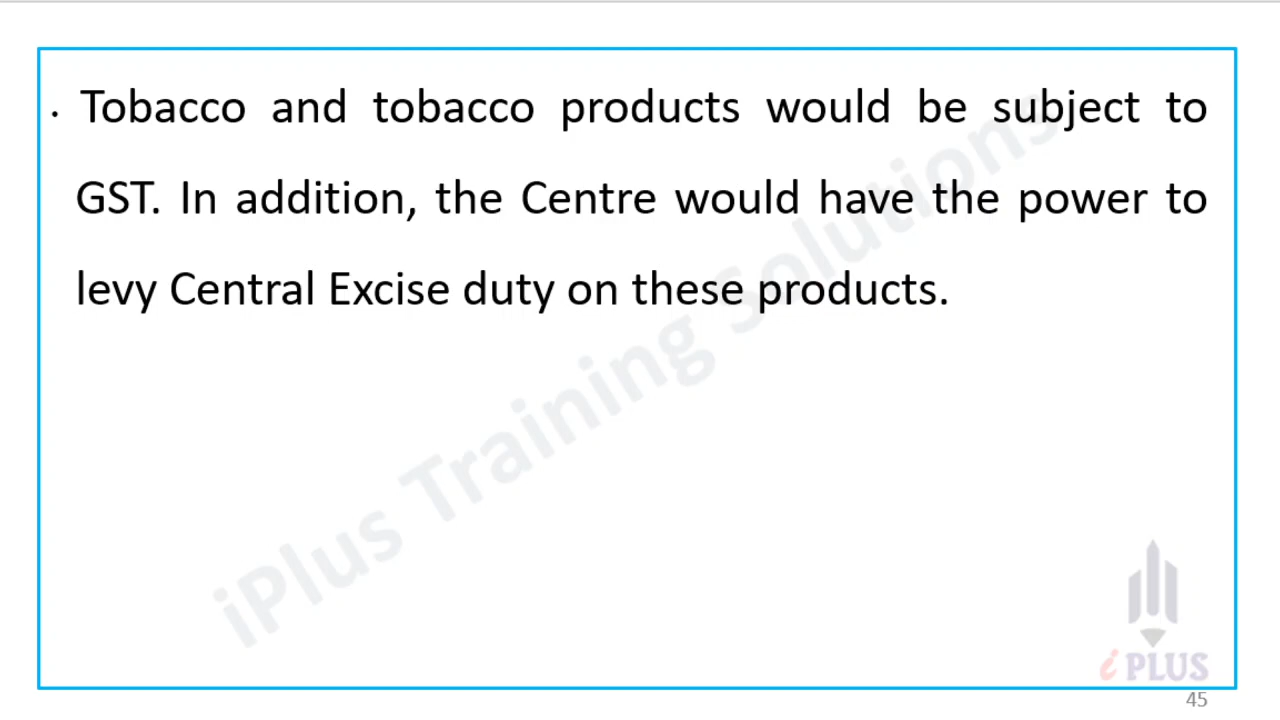 · Tobacco and tobacco products would be subject to
GST. In addition, the Centre would have the power to
levy Central Excise duty on these products.
iPlus Training Solutions
i PLUS
45